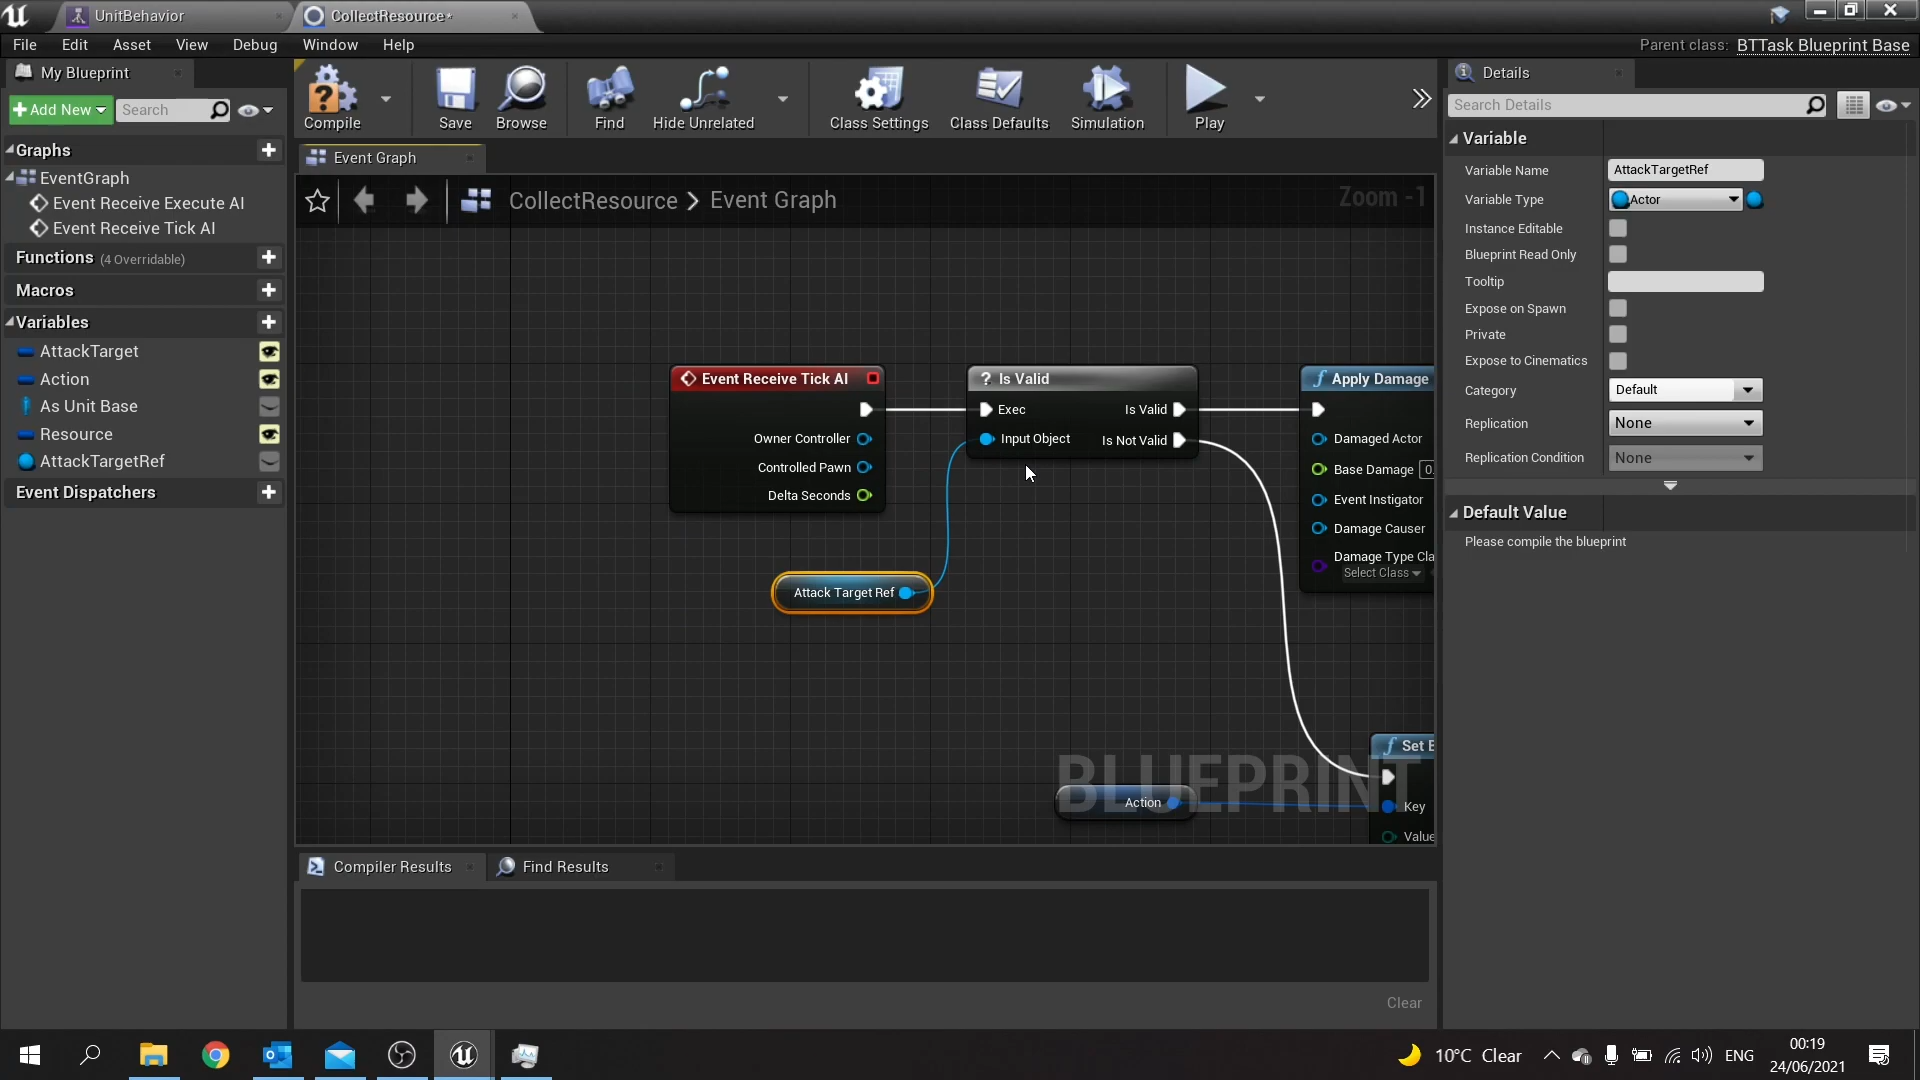 UnitBehavior
CollectResource*
File Edit Asset View Debug Window Help
Parent class: BTTask Blueprint Base
My Blueprint
Add New
Search
Graphs
EventGraph
Event Receive Execute AI
Event Receive Tick AI
Functions (4 Overridable)
Macros
Variables
AttackTarget
Action
As Unit Base
Resource
AttackTargetRef
Event Dispatchers
Compile
Save
Browse
Find
Hide Unrelated
Class Settings
Class Defaults
Simulation
Play
Event Graph
CollectResource > Event Graph
Zoom -1
Event Receive Tick AI
Owner Controller
Controlled Pawn
Delta Seconds
? Is Valid
Exec
Is Valid
Input Object
Is Not Valid
f Apply Damage
Damaged Actor
Base Damage 0.
Event Instigator
Damage Causer
Damage Type Cla
Select Class
Attack Target Ref
f Set
Key
Value
Action
BLUEPRINT
Compiler Results
Find Results
Clear
Details
Search Details
Variable
Variable Name AttackTargetRef
Variable Type Actor
Instance Editable
Blueprint Read Only
Tooltip
Expose on Spawn
Private
Expose to Cinematics
Category Default
Replication None
Replication Condition None
Default Value
Please compile the blueprint
10°C Clear
ENG
00:19
24/06/2021